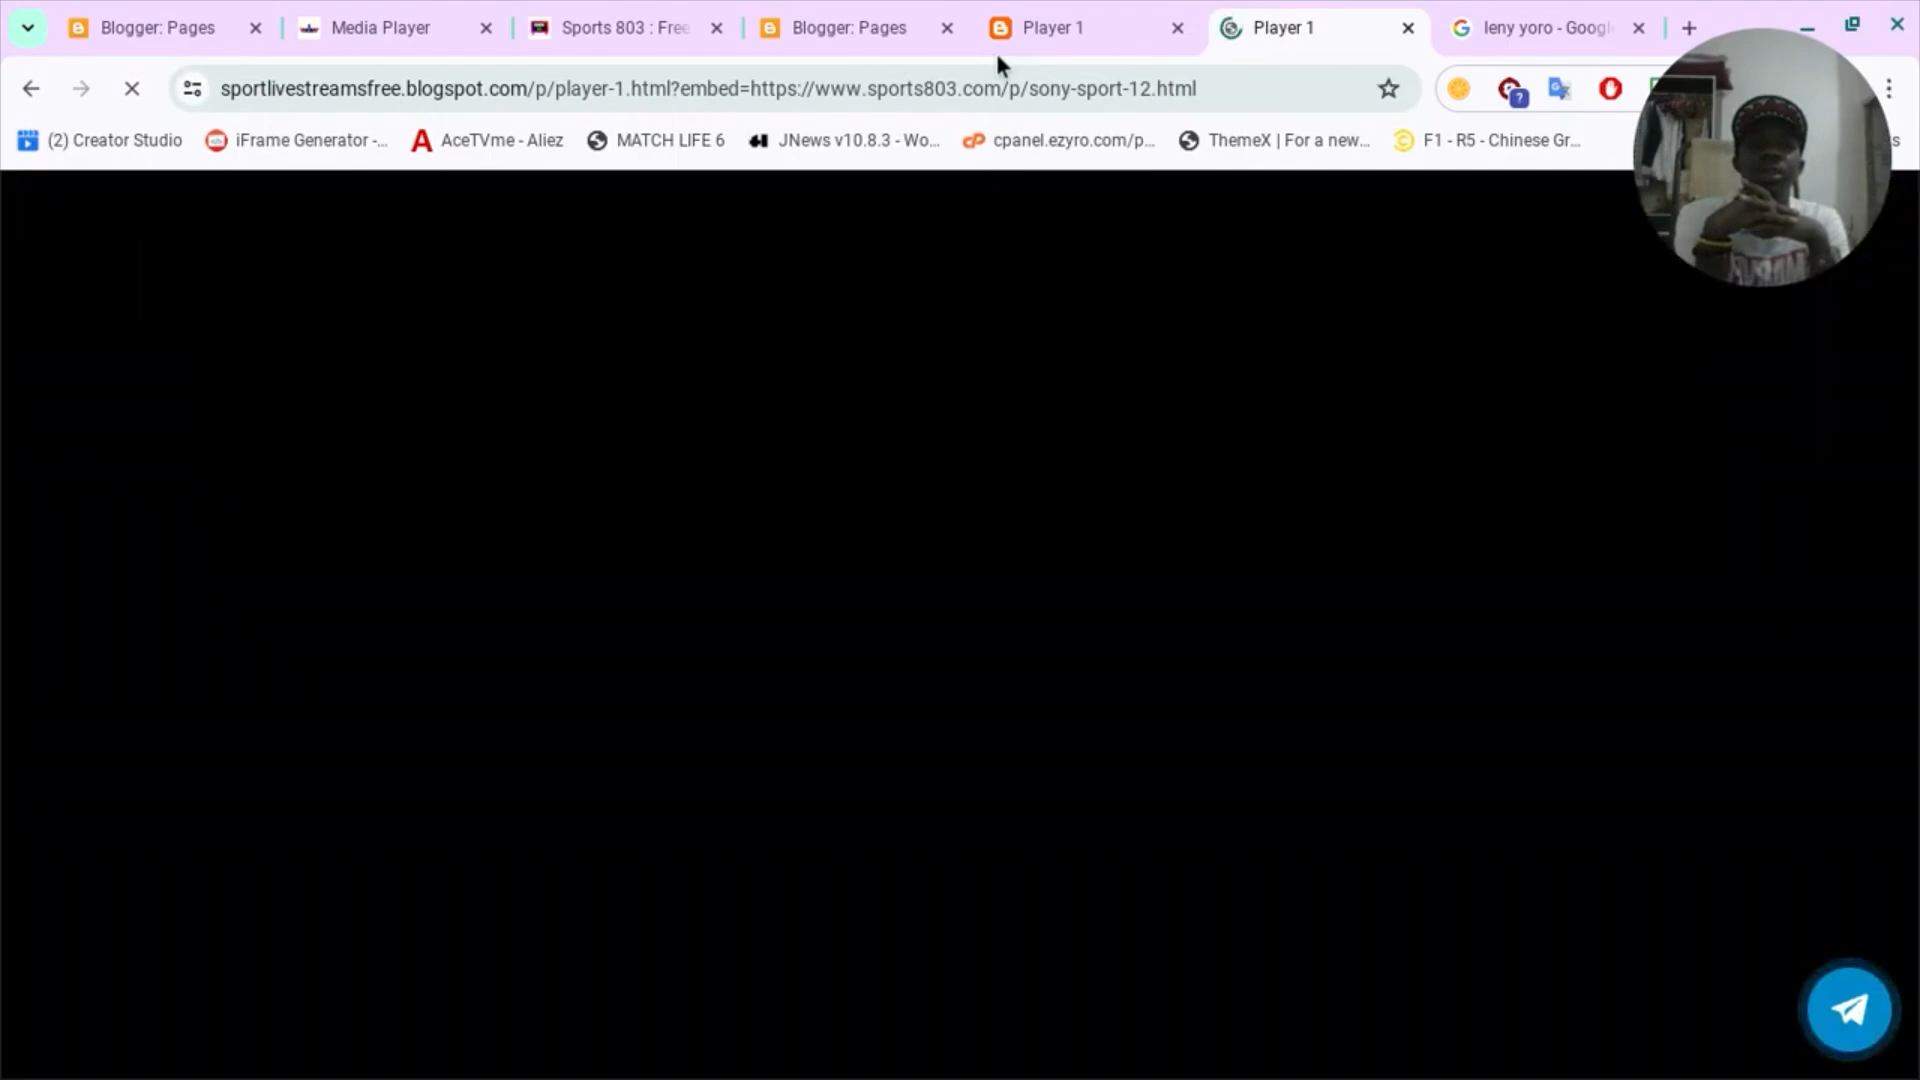 Blogger: Pages
Media Player
Sports 803 : Free
Blogger: Pages
Player 1
Player 1
leny yoro - Googl
sportlivestreamsfree.blogspot.com/p/player-1.html?embed=https://www.sports803.com/p/sony-sport-12.html
?
(2) Creator Studio
iFrame Generator -...
A
AceTVme - Aliez
MATCH LIFE 6
JNews v10.8.3 - Wo...
cP
cpanel.ezyro.com/p...
ThemeX | For a new...
F1 - R5 - Chinese Gr...